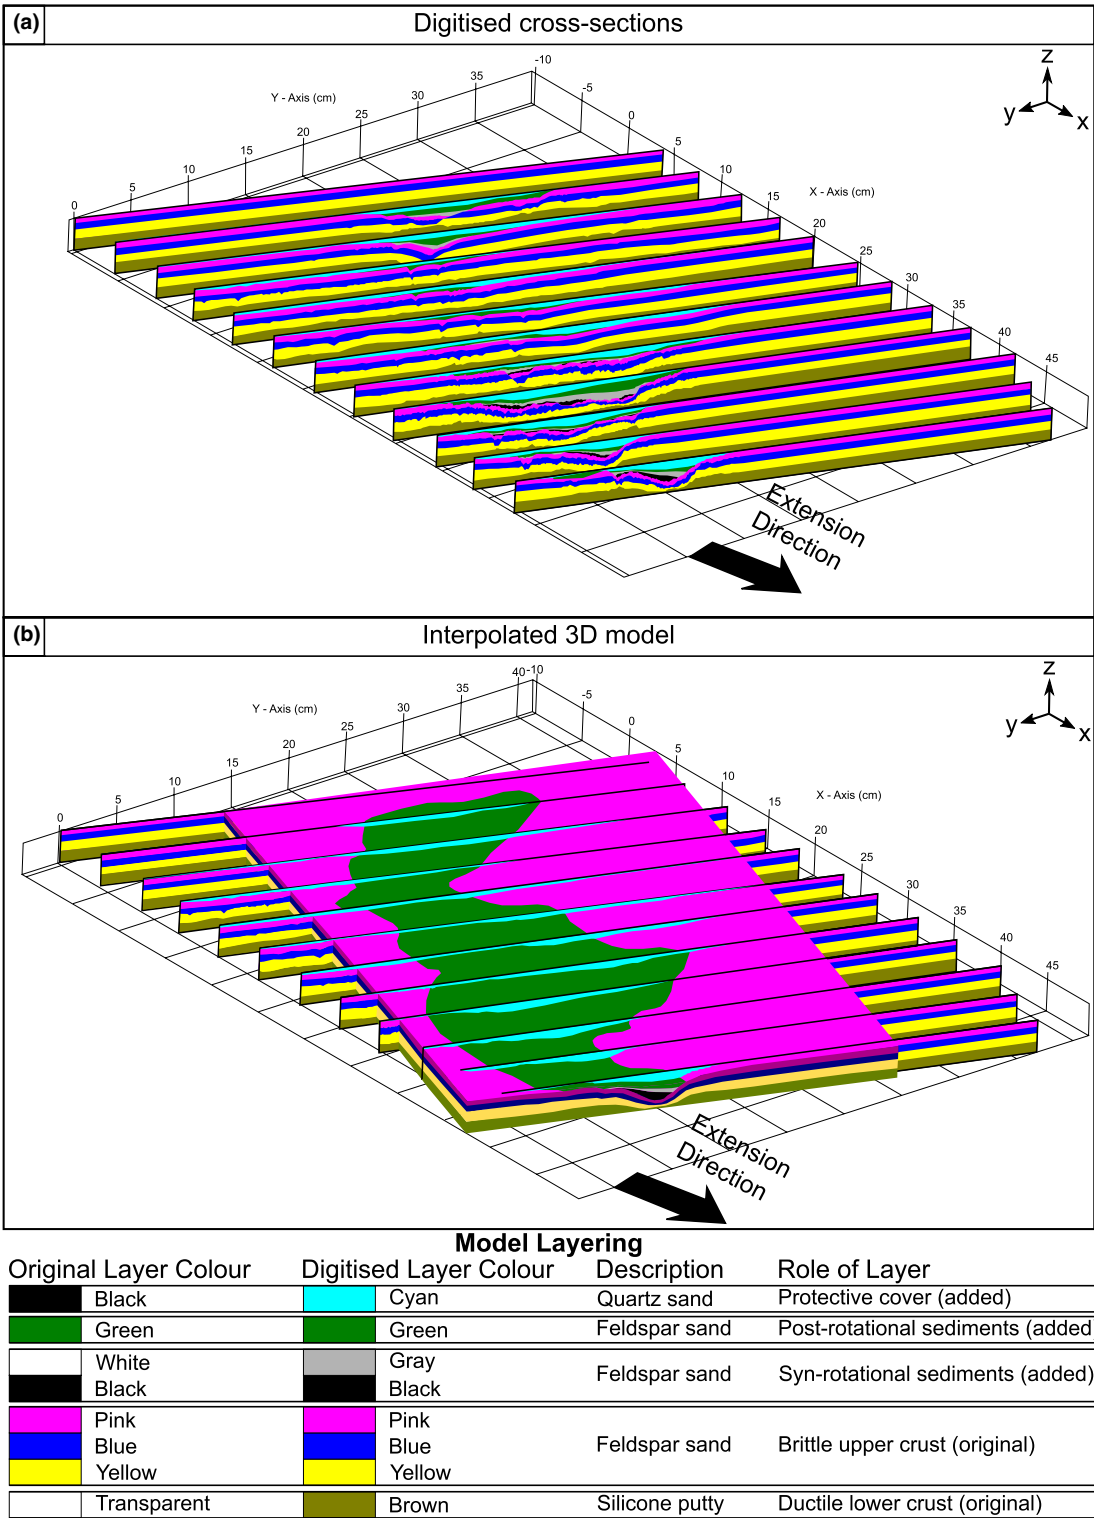 (a)
Digitised cross-sections
Y - Axis (cm)
0
5
10
15
20
25
30
35
-10
-5
0
5
10
15
20
25
30
35
40
45
X - Axis (cm)
z
y
x
Extension
Direction
(b)
Interpolated 3D model
Y - Axis (cm)
0
5
10
15
20
25
30
35
40
-10
-5
0
5
10
15
20
25
30
35
40
45
X - Axis (cm)
z
y
x
Extension
Direction
Model Layering
Original Layer Colour Digitised Layer Colour Description Role of Layer
Black Cyan Quartz sand Protective cover (added)
Green Green Feldspar sand Post-rotational sediments (added
White Gray
Feldspar sand Syn-rotational sediments (added)
Black Black
Pink Pink
Blue Blue Feldspar sand Brittle upper crust (original)
Yellow Yellow
Transparent Brown Silicone putty Ductile lower crust (original)